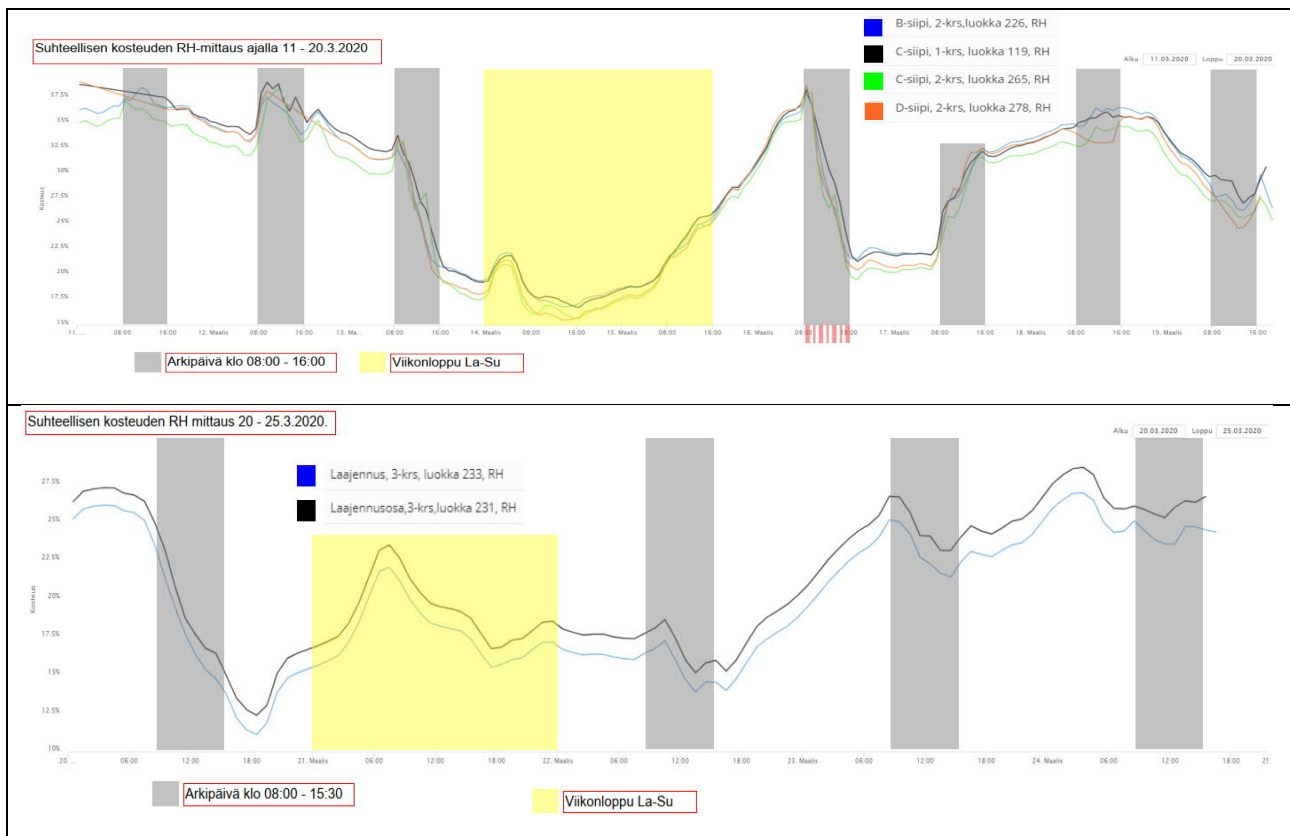 Suhteellisen kosteuden RH-mittaus ajalla 11 - 20.3.2020
B-siipi, 2-krs,luokka 226, RH
C-siipi, 1-krs, luokka 119, RH
C-siipi, 2-krs, luokka 265, RH
D-siipi, 2-krs, luokka 278, RH
Alku 11.03.2020 Loppu 20.03.2020
Kosteus
37.5%
35%
32.5%
30%
27.5%
25%
22.5%
20%
17.5%
15%
11. ... 08:00 16:00 12. Maalis 08:00 16:00 13. Ma... 08:00 16:00 14. Maalis 08:00 16:00 15. Maalis 08:00 16:00 16. Maalis 08:00 16:00 17. Maalis 08:00 16:00 18. Maalis 08:00 16:00 19. Maalis 08:00 16:00
Arkipäivä klo 08:00 - 16:00 Viikonloppu La-Su
Suhteellisen kosteuden RH mittaus 20 - 25.3.2020.
Alku 20.03.2020 Loppu 25.03.2020
Laajennus, 3-krs, luokka 233, RH
Laajennusosa,3-krs,luokka 231, RH
Kosteus
27.5%
25%
22.5%
20%
17.5%
15%
12.5%
10%
20. ... 06:00 12:00 18:00 21. Maalis 06:00 12:00 18:00 22. Maalis 06:00 12:00 18:00 23. Maalis 06:00 12:00 18:00 24. Maalis 06:00 12:00 18:00 25
Arkipäivä klo 08:00 - 15:30 Viikonloppu La-Su